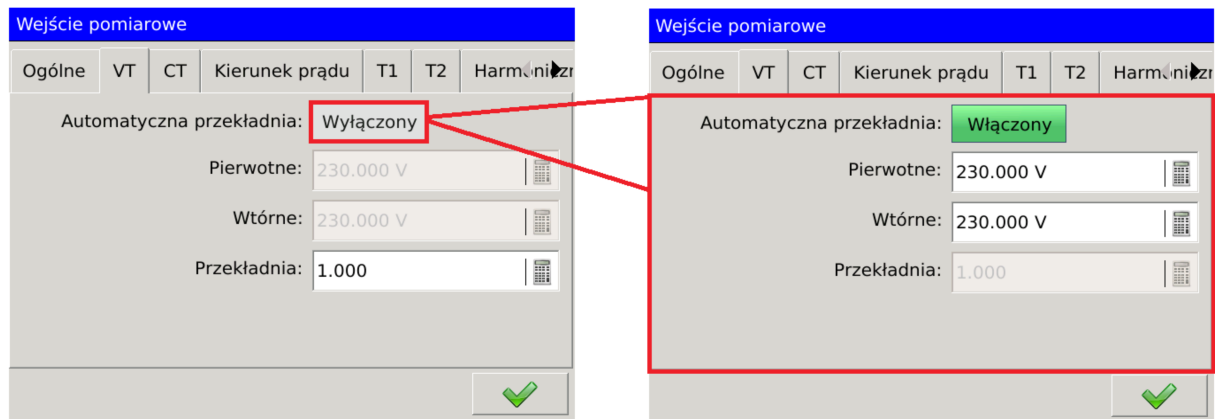 Wejście pomiarowe
Ogólne VT CT Kierunek prądu T1 T2
Automatyczna przekładnia: Wyłączony
Pierwotne: 230.000 V
Wtórne: 230.000 V
Przekładnia: 1.000
Wejście pomiarowe
Ogólne VT CT Kierunek prądu T1 T2
Automatyczna przekładnia: Włączony
Pierwotne: 230.000 V
Wtórne: 230.000 V
Przekładnia: 1.000